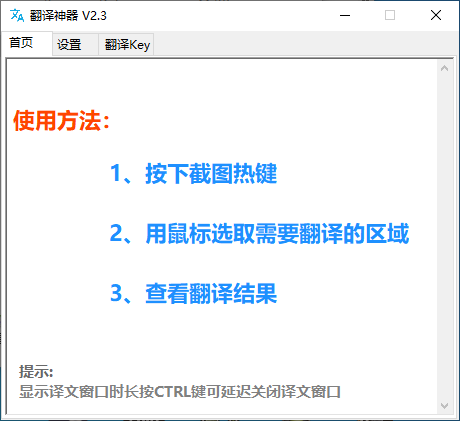 翻译神器 V2.3
首页 设置 翻译Key
使用方法：
1、按下截图热键
2、用鼠标选取需要翻译的区域
3、查看翻译结果
提示:
显示译文窗口时长按CTRL键可延迟关闭译文窗口